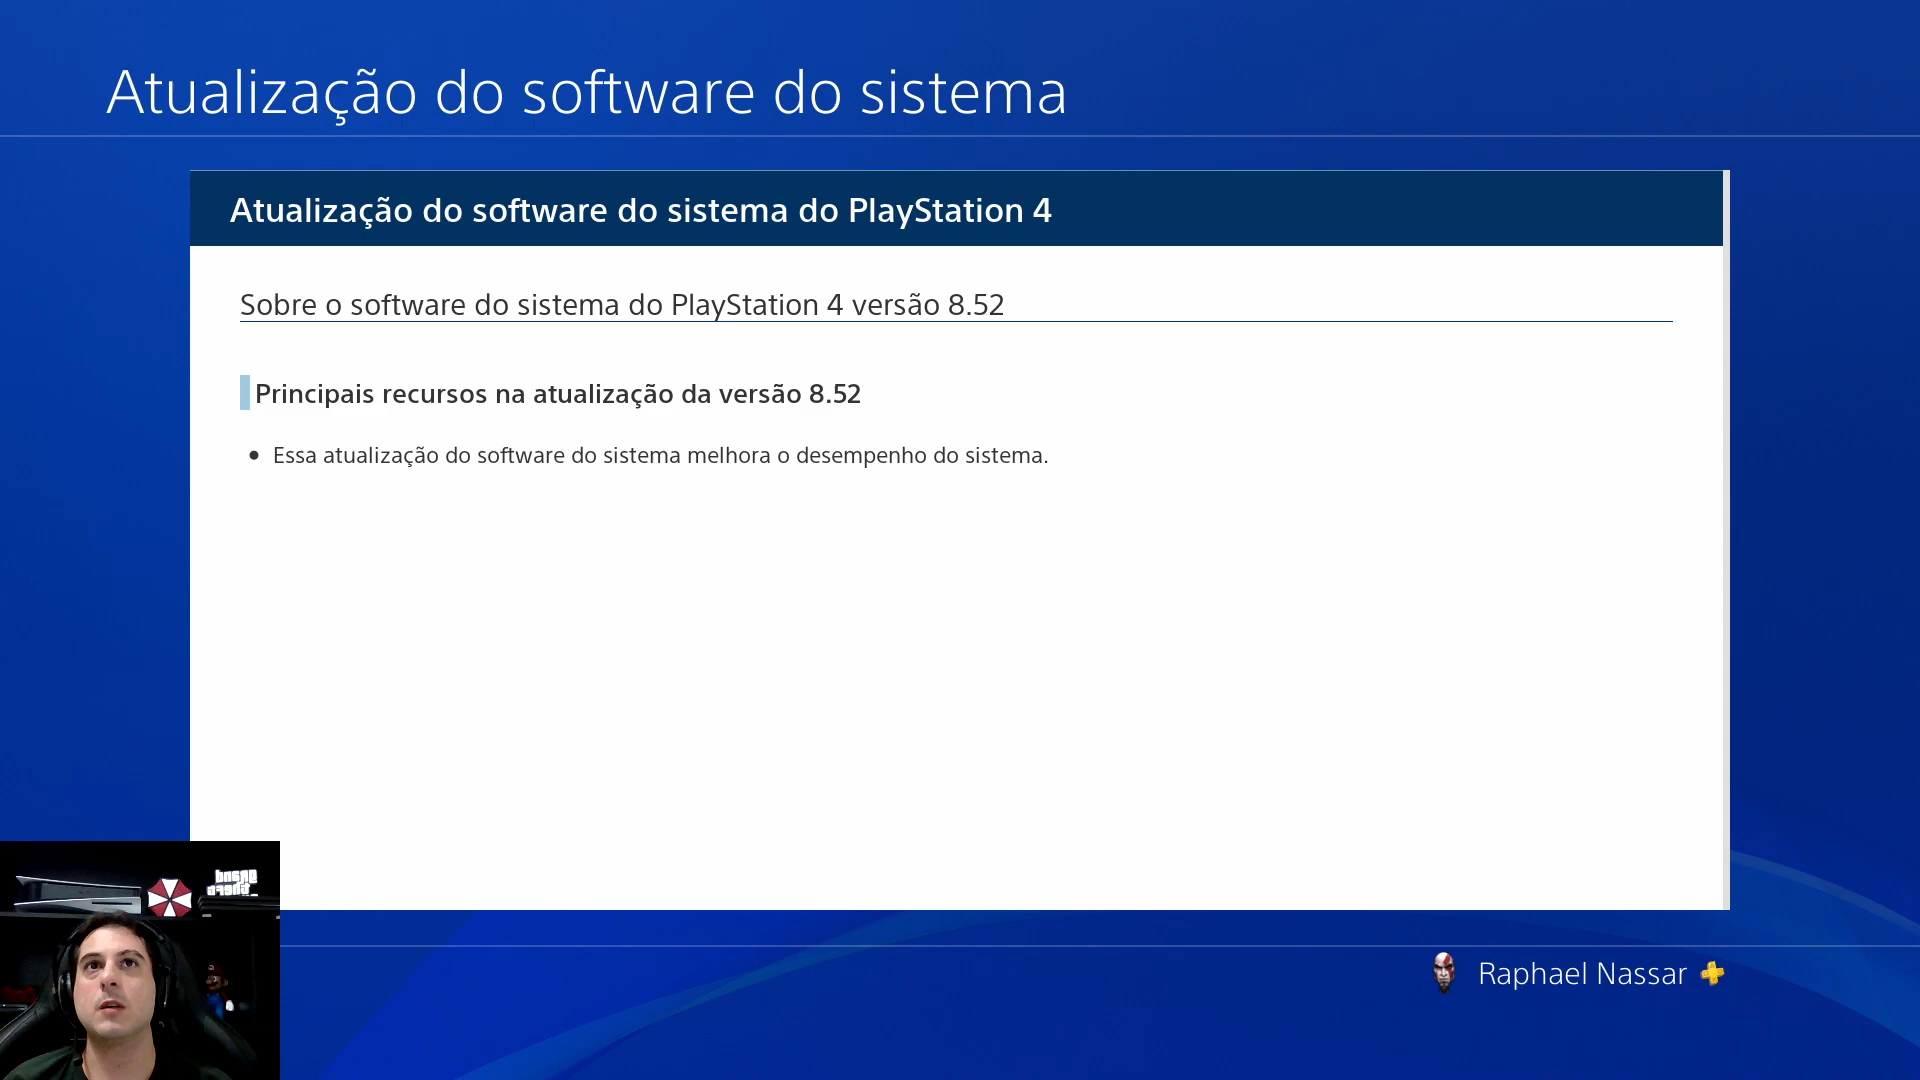 Atualização do software do sistema
Atualização do software do sistema do PlayStation 4
Sobre o software do sistema do PlayStation 4 versão 8.52
Principais recursos na atualização da versão 8.52
• Essa atualização do software do sistema melhora o desempenho do sistema.
Raphael Nassar